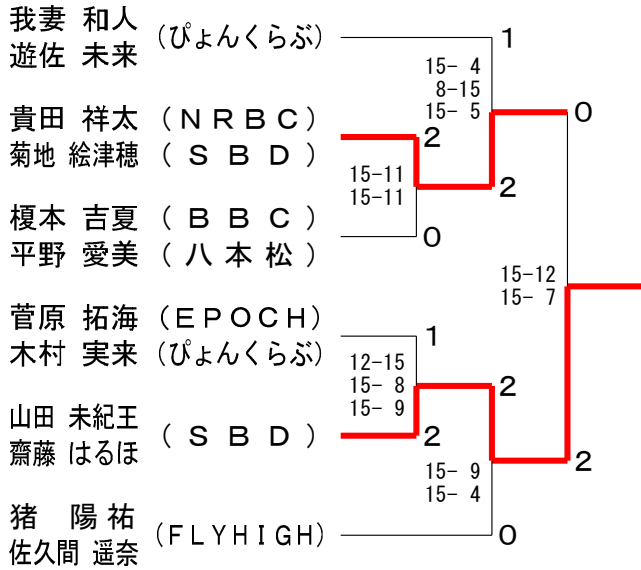 我妻 和人 (ぴょんくらぶ)
遊佐 未来
1
15- 4
8-15
15- 5
0
貴田 祥太 (ＮＲＢＣ)
菊地 絵津穂 (ＳＢＤ)
2
15-11
15-11
2
榎本 吉夏 (ＢＢＣ)
平野 愛美 (八本松)
0
15-12
15- 7
菅原 拓海 (ＥＰＯＣＨ)
木村 実来 (ぴょんくらぶ)
1
12-15
15- 8
15- 9
2
山田 未紀王
齋藤 はるほ (ＳＢＤ)
2
2
15- 9
15- 4
猪 陽祐
佐久間 遥奈 (ＦＬＹＨＩＧＨ)
0